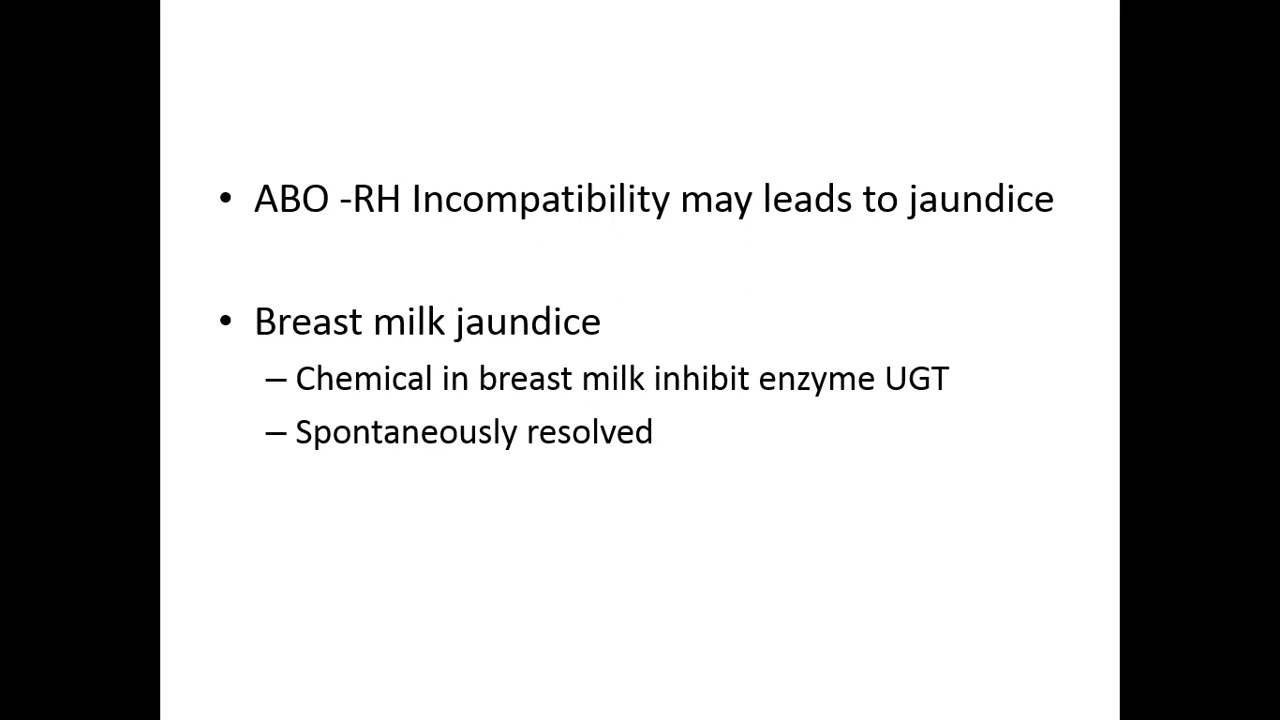 • ABO -RH Incompatibility may leads to jaundice
• Breast milk jaundice
– Chemical in breast milk inhibit enzyme UGT
– Spontaneously resolved